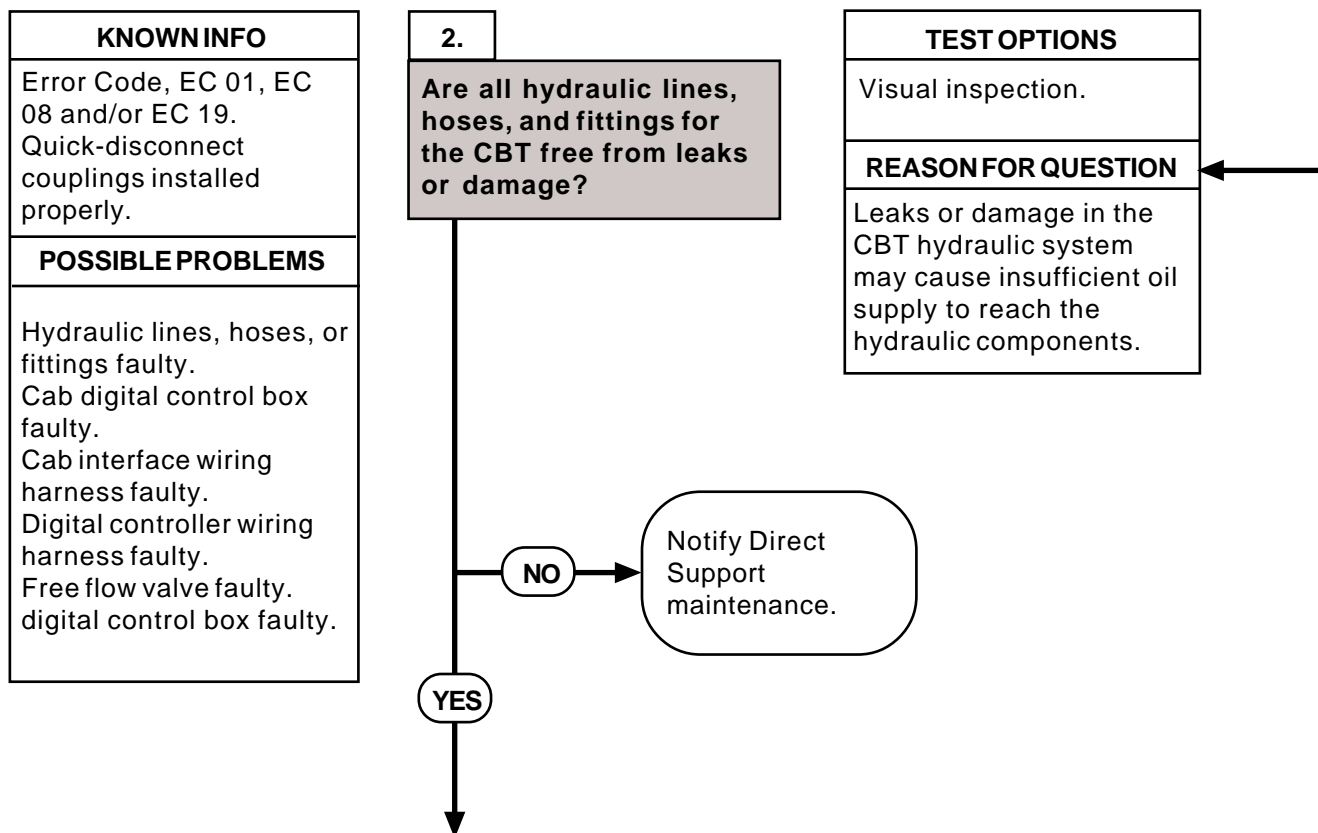 KNOWN INFO
Error Code, EC 01, EC
08 and/or EC 19.
Quick-disconnect
couplings installed
properly.
POSSIBLE PROBLEMS
Hydraulic lines, hoses, or
fittings faulty.
Cab digital control box
faulty.
Cab interface wiring
harness faulty.
Digital controller wiring
harness faulty.
Free flow valve faulty.
digital control box faulty.
2.
Are all hydraulic lines,
hoses, and fittings for
the CBT free from leaks
or damage?
NO
Notify Direct
Support
maintenance.
YES
TEST OPTIONS
Visual inspection.
REASON FOR QUESTION
Leaks or damage in the
CBT hydraulic system
may cause insufficient oil
supply to reach the
hydraulic components.